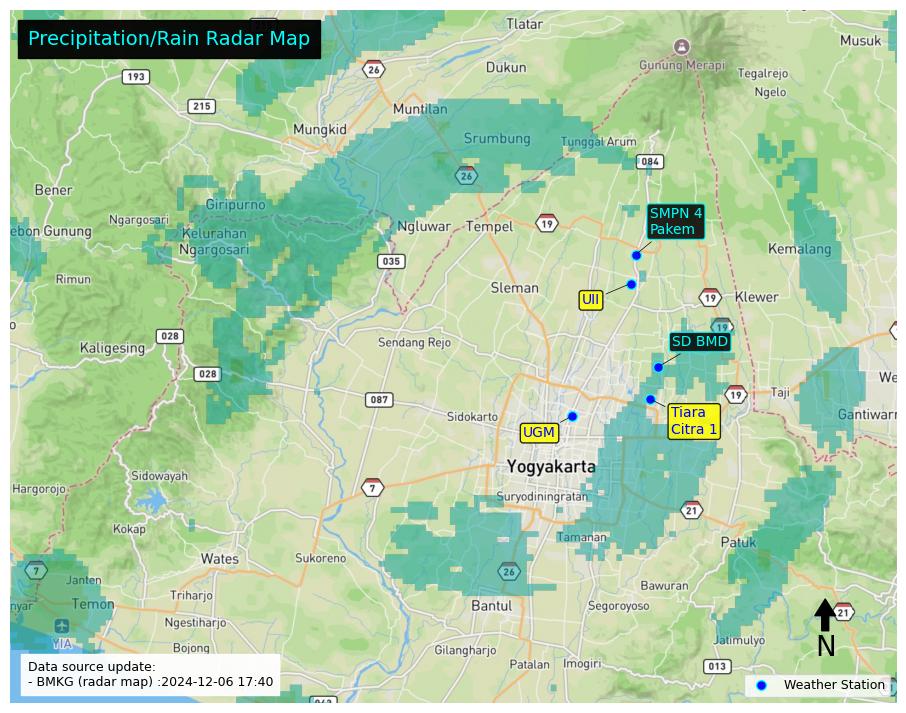 Precipitation/Rain Radar Map
Tlatar
Musuk
26
Dukun
Gunung Merapi
193
Tegalrejo
Ngelo
215
Muntilan
Mungkid
Srumbung
Tunggal Arum
084
26
Bener
Giripurno
SMPN 4
Pakem
Ngargosari
Ngluwar
Tempel
19
ebon Gunung
Kelurahan
Ngargosari
Kemalang
035
Rimun
Sleman
UII
19
Klewer
19
028
Sendang Rejo
SD BMD
Kaligesing
028
We
Taji
19
087
Tiara
Citra 1
Gantiwarn
Sidokarto
UGM
Yogyakarta
Sidowayah
Hargorojo
7
Suryodiningratan
21
Kokap
Tamanan
Patuk
Wates
Sukoreno
7
26
Janten
Bawuran
Temon
nyar
Triharjo
Bantul
Segoroyoso
21
Ngestiharjo
YIA
Bojong
Gilangharjo
Jatimulyo
N
Patalan
Imogiri
013
Data source update:
- BMKG (radar map) :2024-12-06 17:40
Weather Station